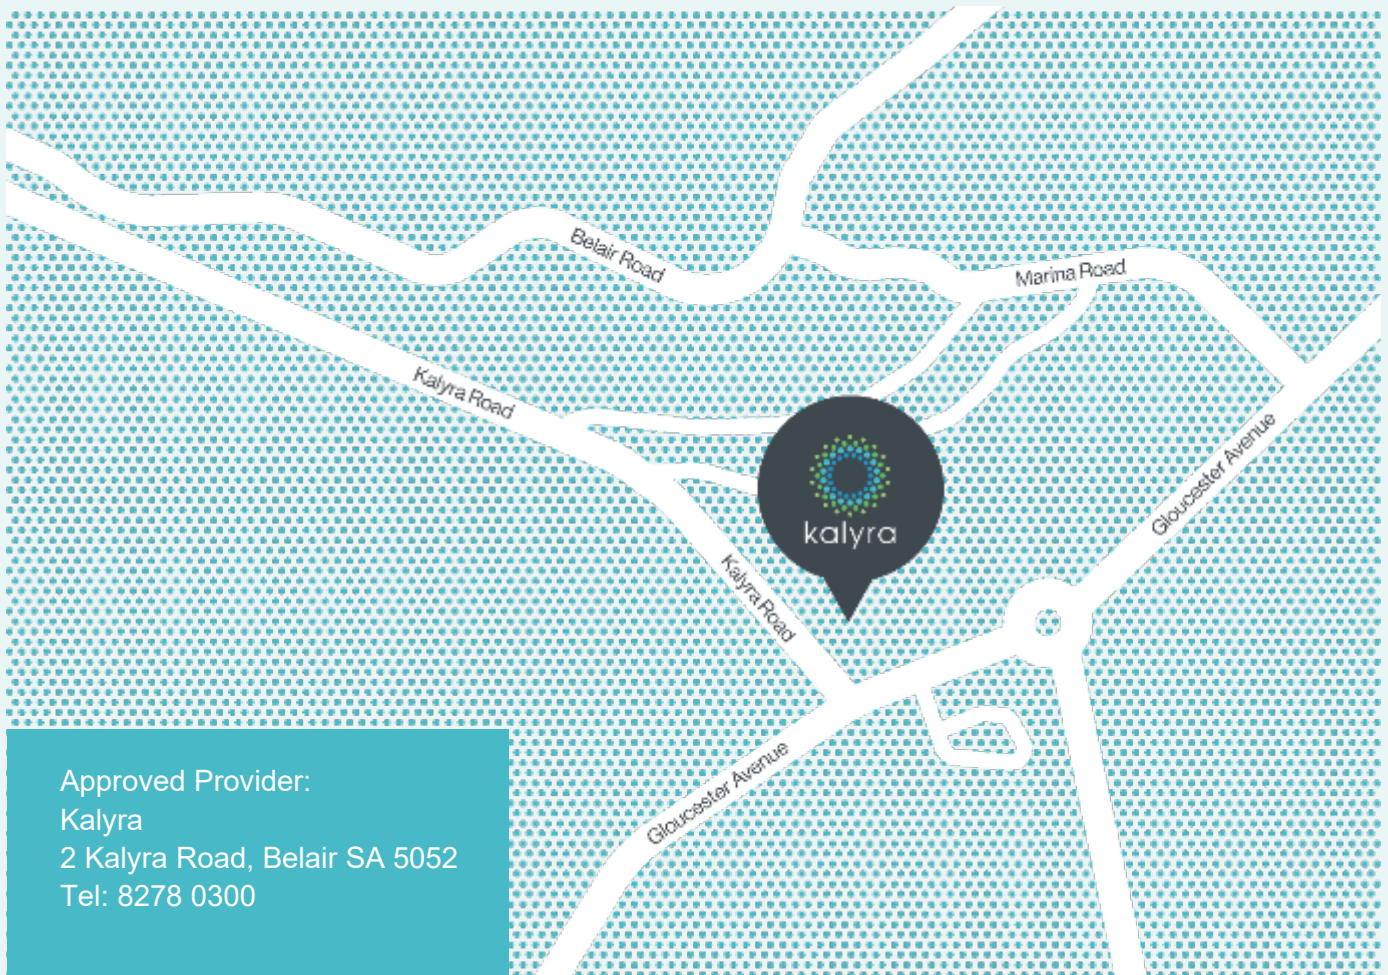 Belair Road
Marina Road
Kalyra Road
Gloucester Avenue
kalyra
Kalyra Road
Gloucester Avenue
Approved Provider:
Kalyra
2 Kalyra Road, Belair SA 5052
Tel: 8278 0300